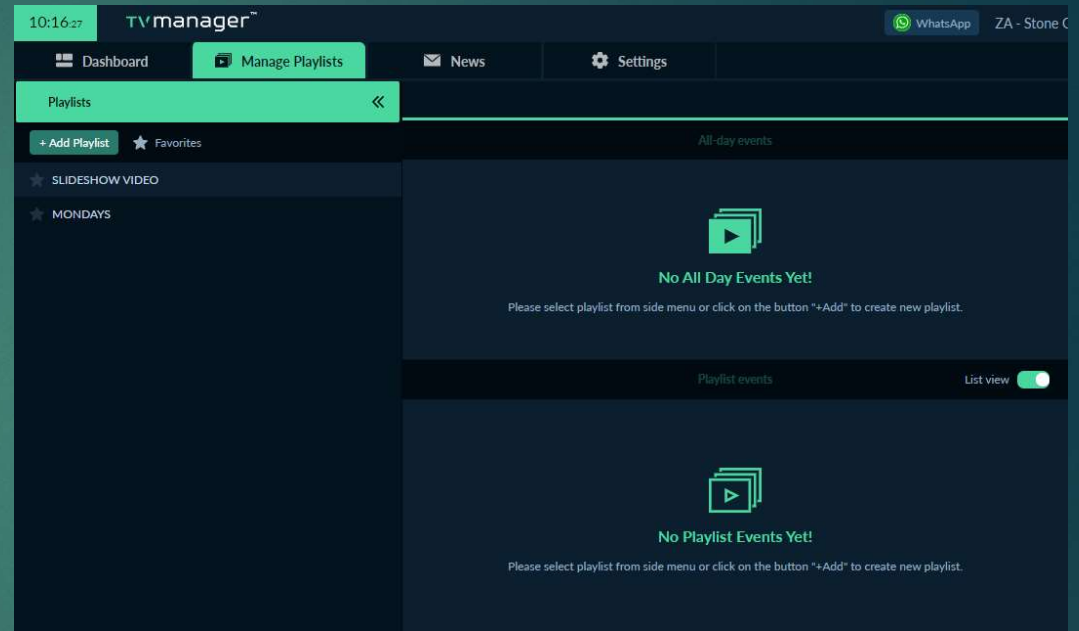 10:16:27
TVmanager™
WhatsApp
ZA - Stone
Dashboard
Manage Playlists
News
Settings
Playlists
+ Add Playlist
Favorites
All-day events
SLIDESHOW VIDEO
MONDAYS
No All Day Events Yet!
Please select playlist from side menu or click on the button "+Add" to create new playlist.
Playlist events
List view
No Playlist Events Yet!
Please select playlist from side menu or click on the button "+Add" to create new playlist.